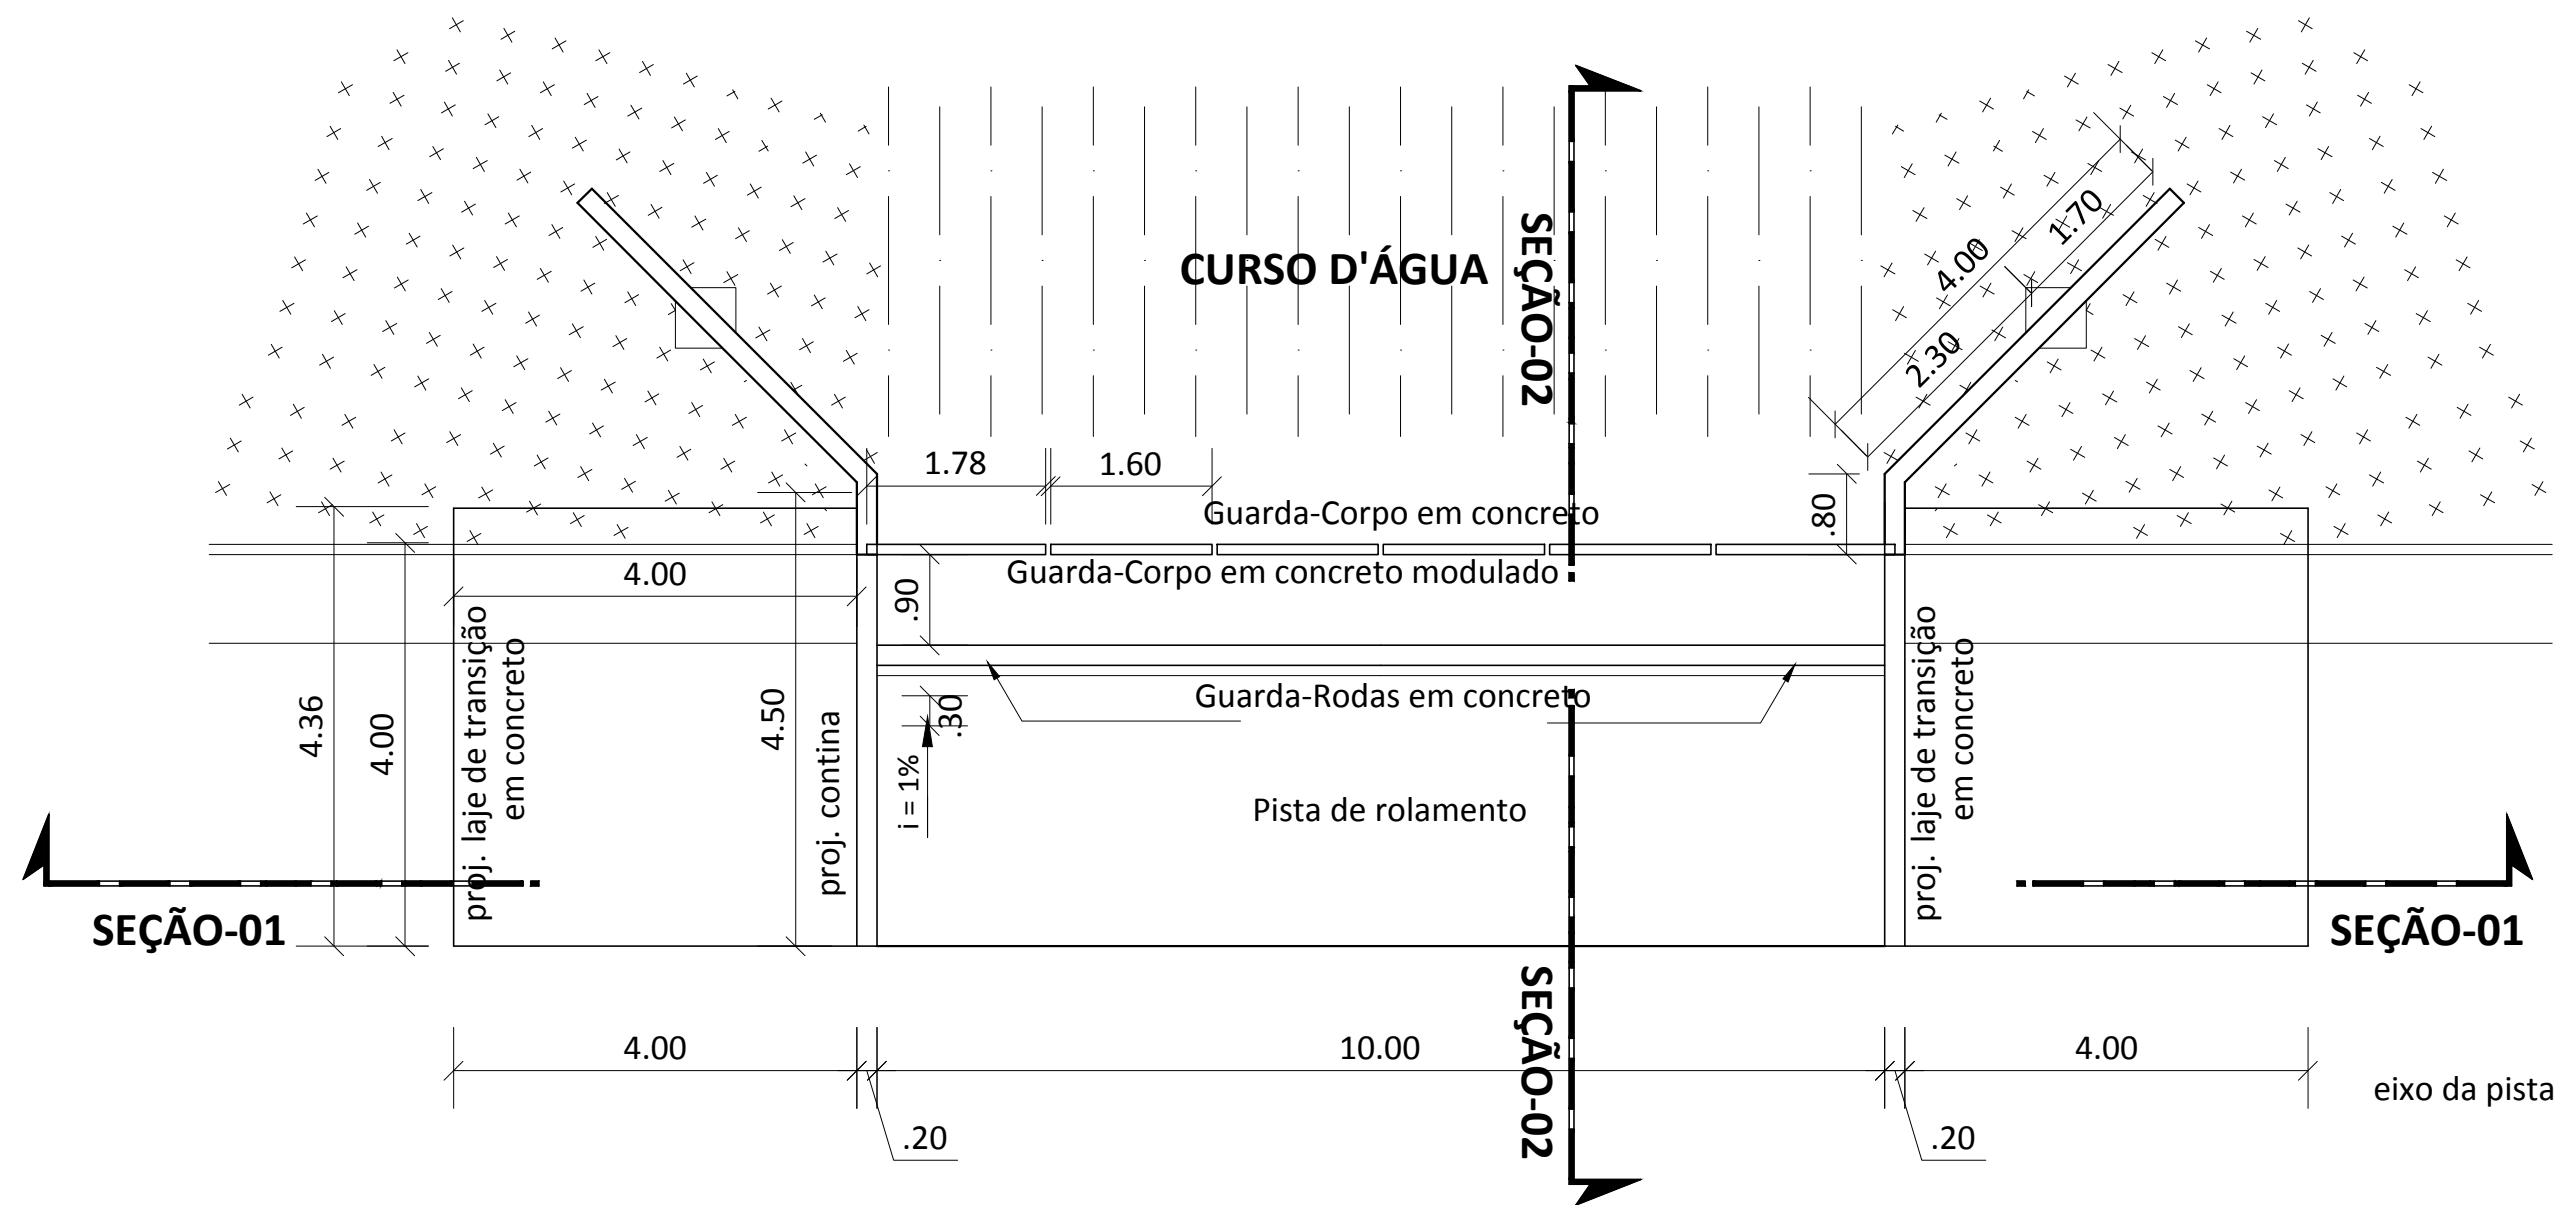 CURSO D'ÁGUA
SEÇÃO-02
4.00
1.70
2.30
1.78
1.60
.80
Guarda-Corpo em concreto
Guarda-Corpo em concreto modulado
4.00
.90
proj. laje de transição
em concreto
4.36
4.00
4.50
proj. contina
Guarda-Rodas em concreto
.30
i = 1%
Pista de rolamento
proj. laje de transição
em concreto
SEÇÃO-01
SEÇÃO-01
SEÇÃO-02
4.00
10.00
4.00
eixo da pista
.20
.20